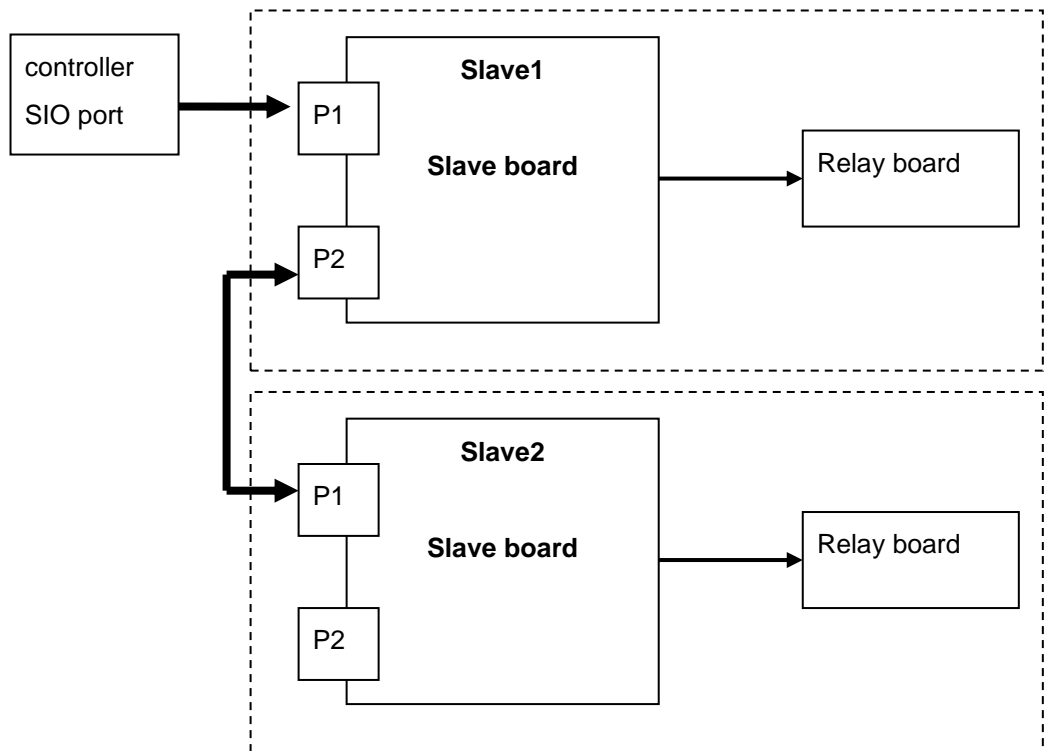 controller
SIO port
Slave1
P1
Slave board
Relay board
P2
Slave2
P1
Slave board
Relay board
P2